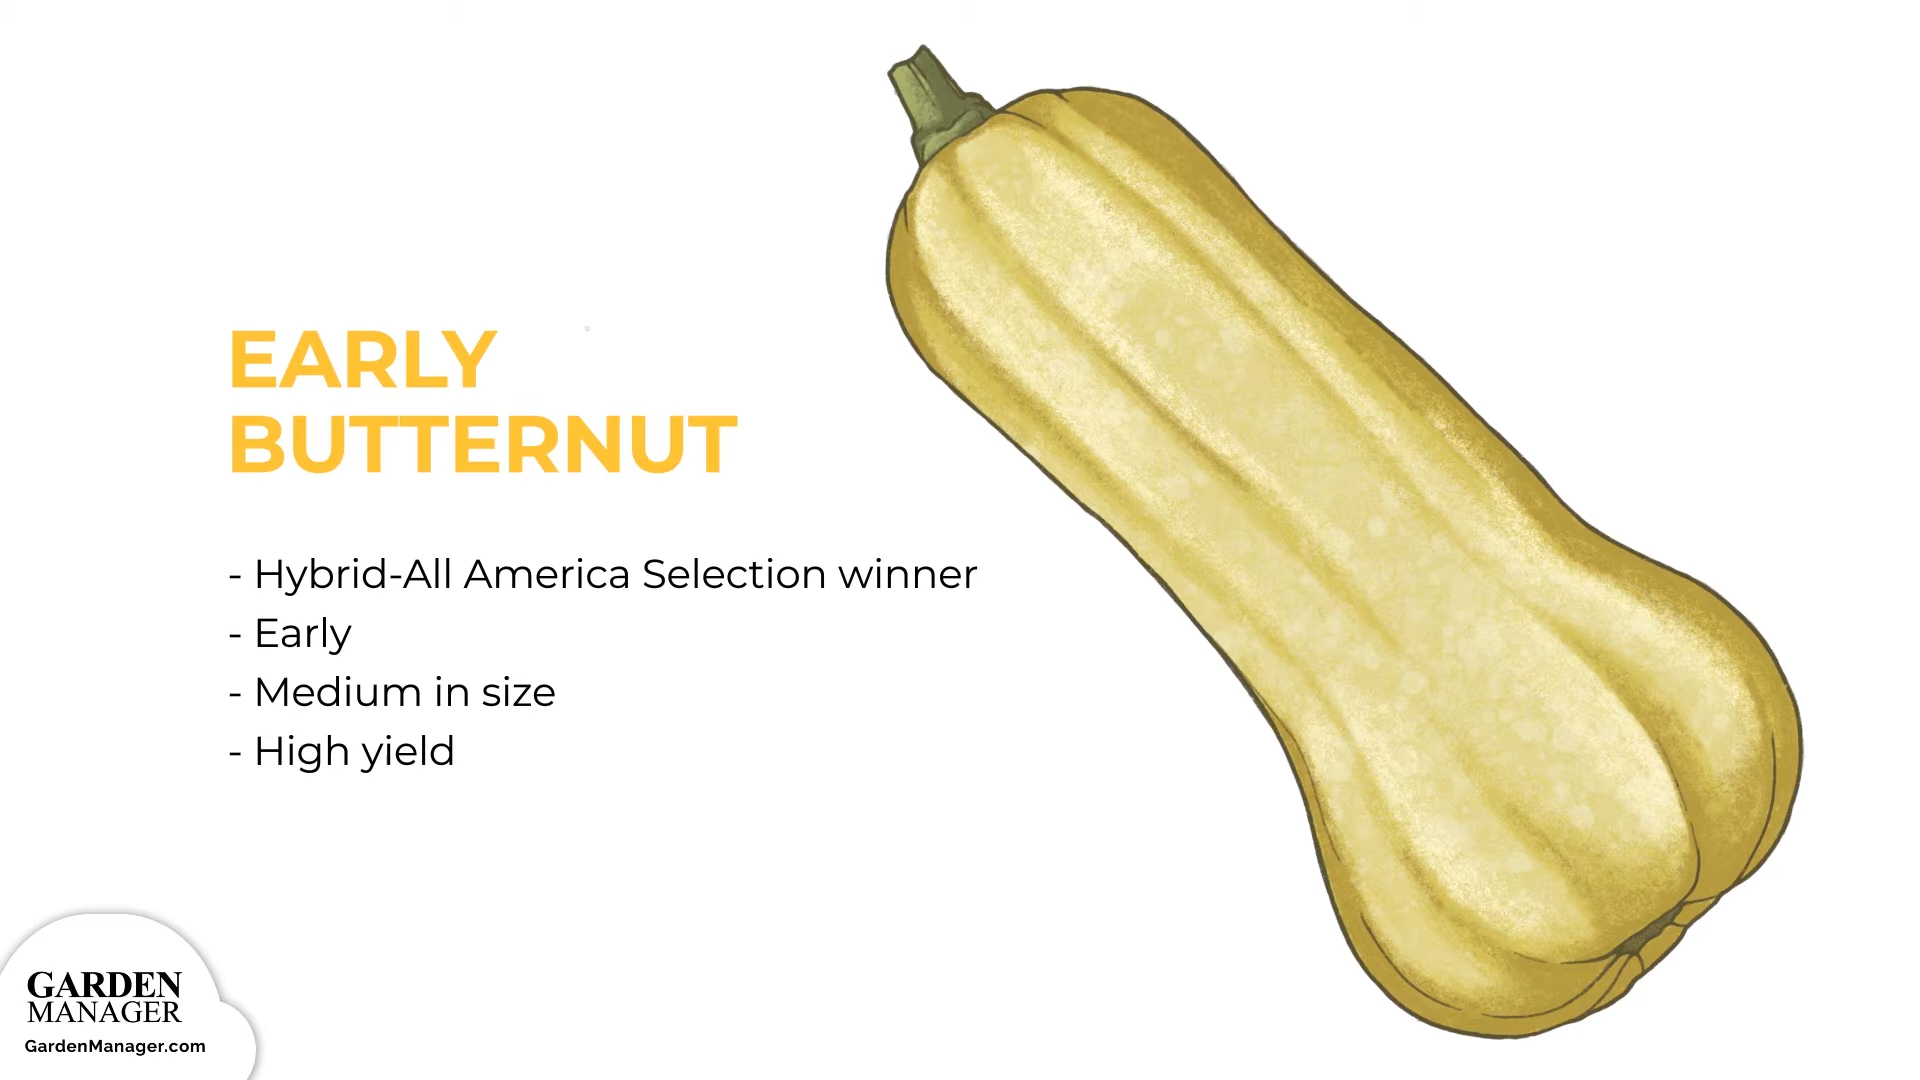 EARLY
BUTTERNUT
- Hybrid-All America Selection winner
- Early
- Medium in size
- High yield
GARDEN
MANAGER
GardenManager.com